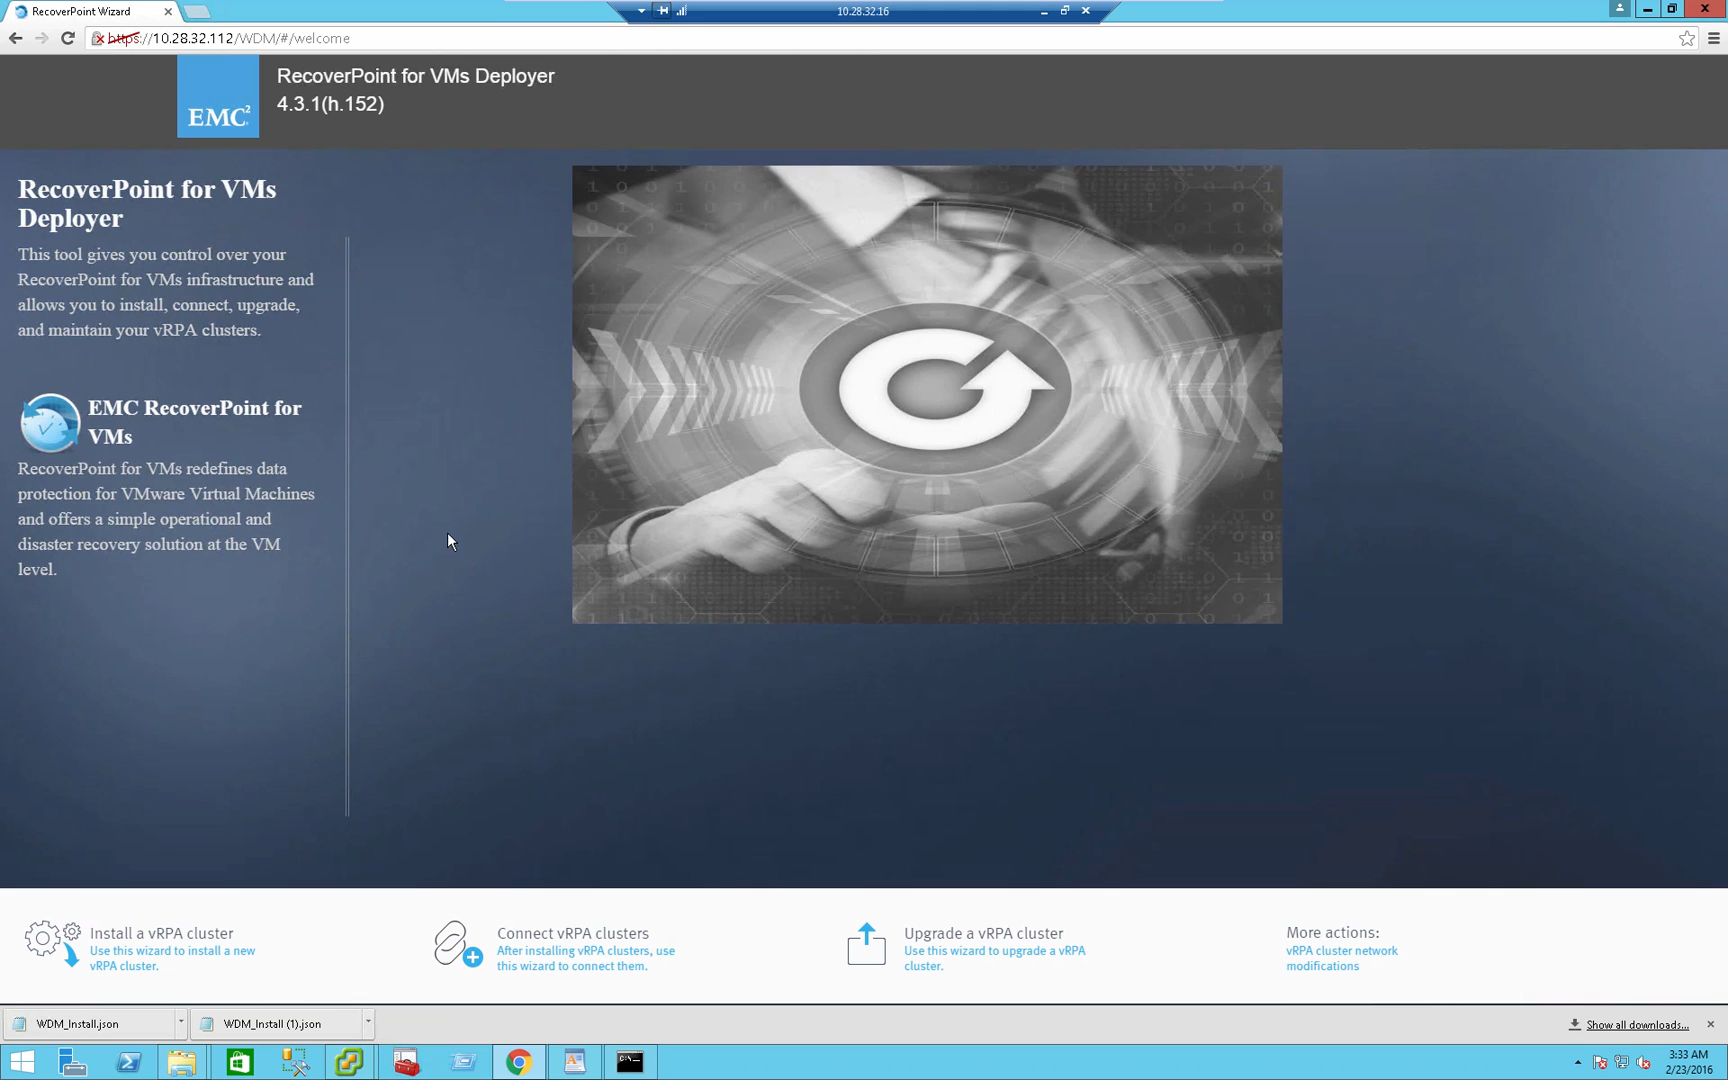 RecoverPoint Wizard
10.28.32.16
https://10.28.32.112/WDM/#/welcome
EMC²
RecoverPoint for VMs Deployer
4.3.1(h.152)
RecoverPoint for VMs
Deployer
This tool gives you control over your
RecoverPoint for VMs infrastructure and
allows you to install, connect, upgrade,
and maintain your vRPA clusters.
EMC RecoverPoint for
VMs
RecoverPoint for VMs redefines data
protection for VMware Virtual Machines
and offers a simple operational and
disaster recovery solution at the VM
level.
Install a vRPA cluster
Use this wizard to install a new
vRPA cluster.
Connect vRPA clusters
After installing vRPA clusters, use
this wizard to connect them.
Upgrade a vRPA cluster
Use this wizard to upgrade a vRPA
cluster.
More actions:
vRPA cluster network
modifications
WDM_Install.json
WDM_Install (1).json
Show all downloads...
3:33 AM
2/23/2016